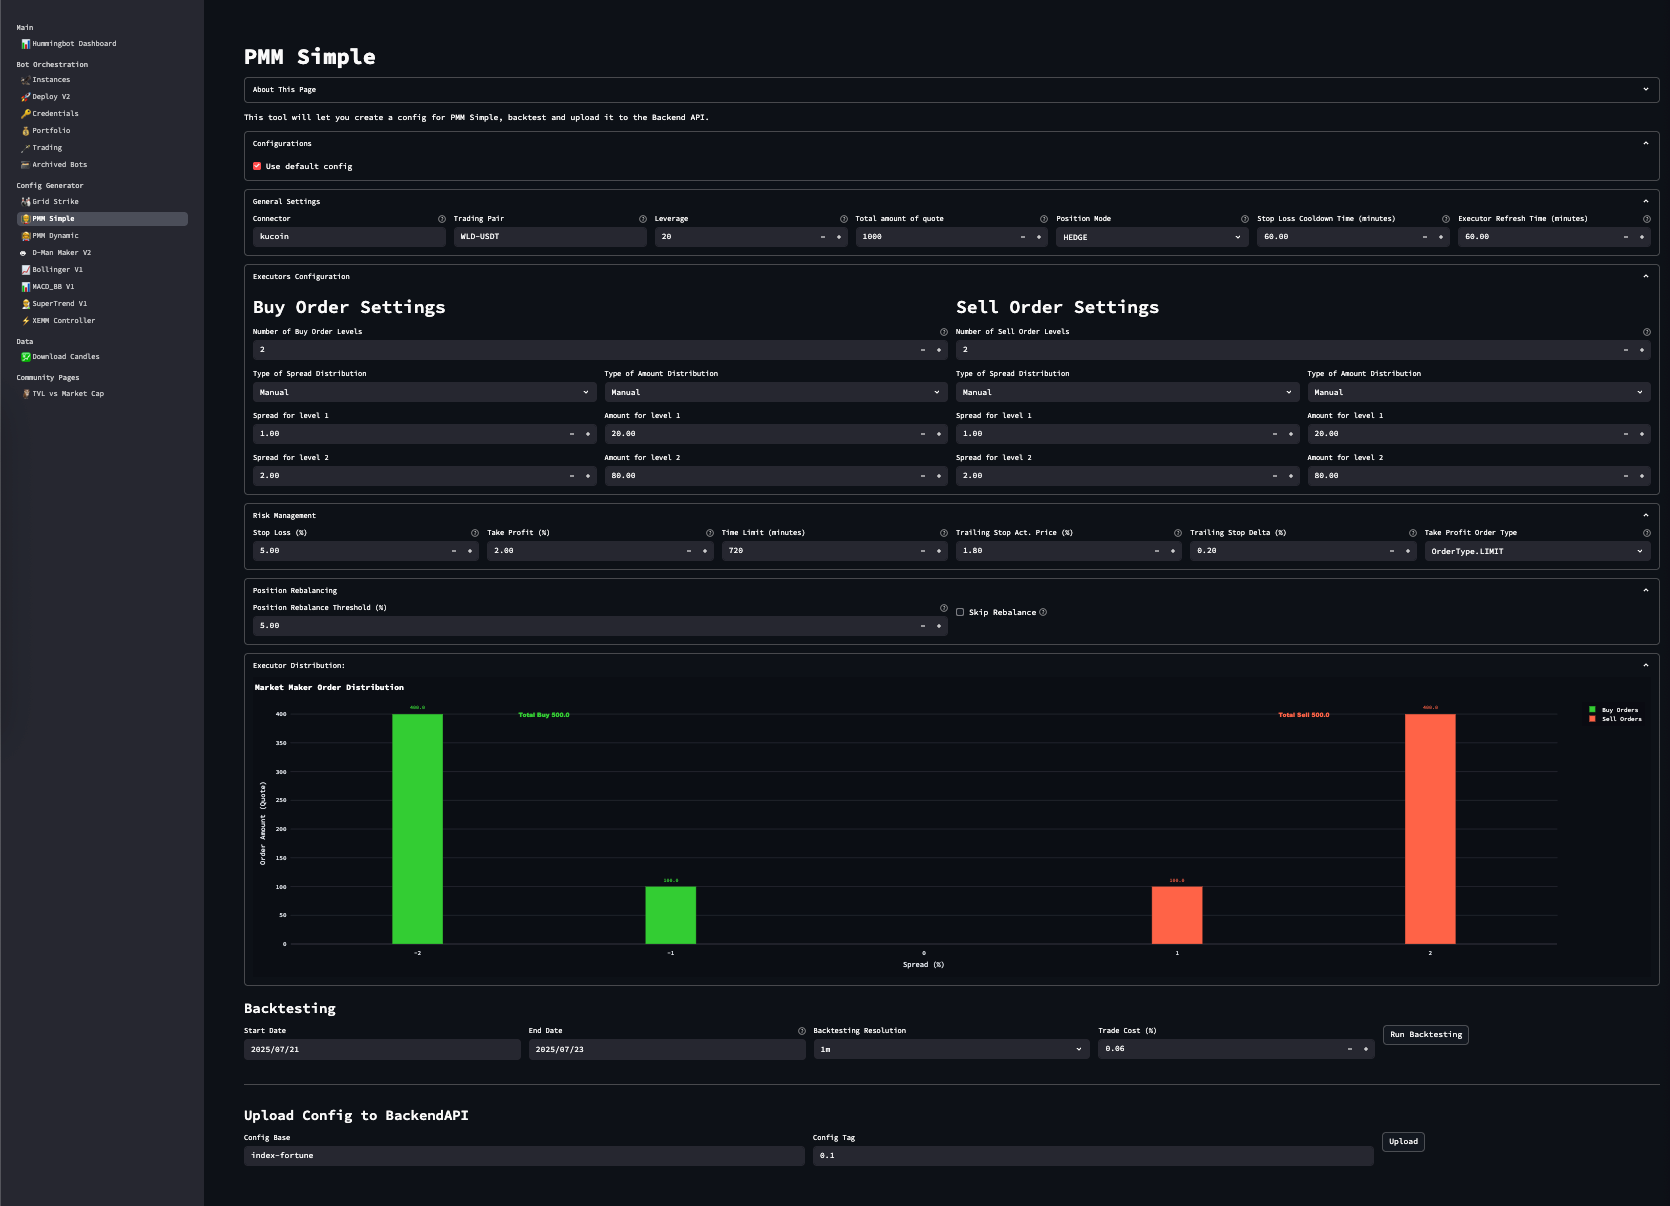 Main
Hummingbot Dashboard
Bot Orchestration
Instances
Deploy V2
Credentials
Portfolio
Trading
Archived Bots
Config Generator
Grid Strike
PMM Simple
PMM Dynamic
D-Man Maker V2
Bollinger V1
MACD_BB V1
SuperTrend V1
XEMM Controller
Data
Download Candles
Community Pages
TVL vs Market Cap
PMM Simple
About This Page
This tool will let you create a config for PMM Simple, backtest and upload it to the Backend API.
Configurations
Use default config
General Settings
Connector Trading Pair Leverage Total amount of quote Position Mode Stop Loss Cooldown Time (minutes) Executor Refresh Time (minutes)
kucoin WLD-USDT 20 - + 1000 - + HEDGE 60.00 - + 60.00 - +
Executors Configuration
Buy Order Settings Sell Order Settings
Number of Buy Order Levels Number of Sell Order Levels
2 - + 2 - +
Type of Spread Distribution Type of Amount Distribution Type of Spread Distribution Type of Amount Distribution
Manual Manual Manual Manual
Spread for level 1 Amount for level 1 Spread for level 1 Amount for level 1
1.00 - + 20.00 - + 1.00 - + 20.00 - +
Spread for level 2 Amount for level 2 Spread for level 2 Amount for level 2
2.00 - + 80.00 - + 2.00 - + 80.00 - +
Risk Management
Stop Loss (%) Take Profit (%) Time Limit (minutes) Trailing Stop Act. Price (%) Trailing Stop Delta (%) Take Profit Order Type
5.00 - + 2.00 - + 720 - + 1.80 - + 0.20 - + OrderType.LIMIT
Position Rebalancing
Position Rebalance Threshold (%)
5.00 - + Skip Rebalance
Executor Distribution:
Market Maker Order Distribution
400.0 400.0
400 Total Buy 500.0 Total Sell 500.0 Buy Orders
Sell Orders
350
300
250
200
150
100.0 100.0
100
50
0
-2 -1 0 1 2
Order Amount (Quote)
Spread (%)
Backtesting
Start Date End Date Backtesting Resolution Trade Cost (%)
2025/07/21 2025/07/23 1m 0.06 - + Run Backtesting
Upload Config to BackendAPI
Config Base Config Tag
index-fortune 0.1 Upload